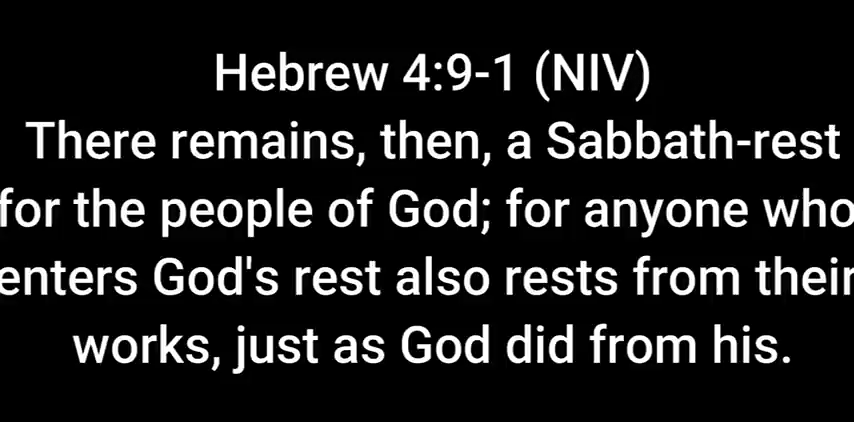 Hebrew 4:9-1 (NIV)
There remains, then, a Sabbath-rest
for the people of God; for anyone who
enters God's rest also rests from their
works, just as God did from his.